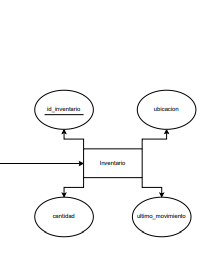 id_inventario
ubicacion
Inventario
cantidad
ultimo_movimiento